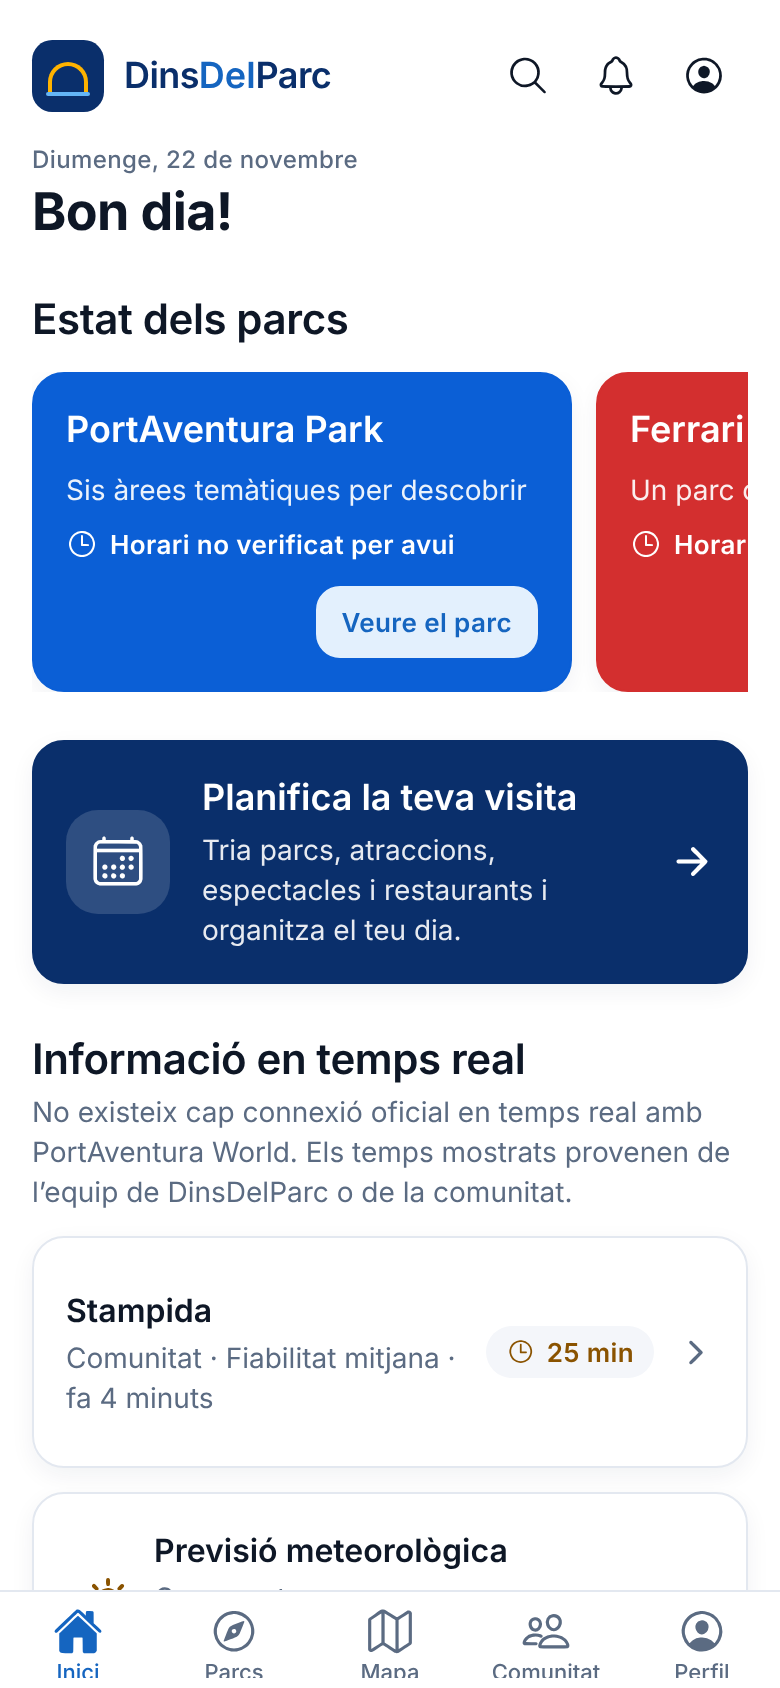 DinsDelParc
Diumenge, 22 de novembre
Bon dia!
Estat dels parcs
PortAventura Park
Sis àrees temàtiques per descobrir
Horari no verificat per avui
Veure el parc
Ferrari
Un parc
Horar
Planifica la teva visita
Tria parcs, atraccions,
espectacles i restaurants i
organitza el teu dia.
Informació en temps real
No existeix cap connexió oficial en temps real amb
PortAventura World. Els temps mostrats provenen de
l’equip de DinsDelParc o de la comunitat.
Stampida
Comunitat · Fiabilitat mitjana ·
fa 4 minuts
25 min
Previsió meteorològica
Inici
Parcs
Mapa
Comunitat
Perfil